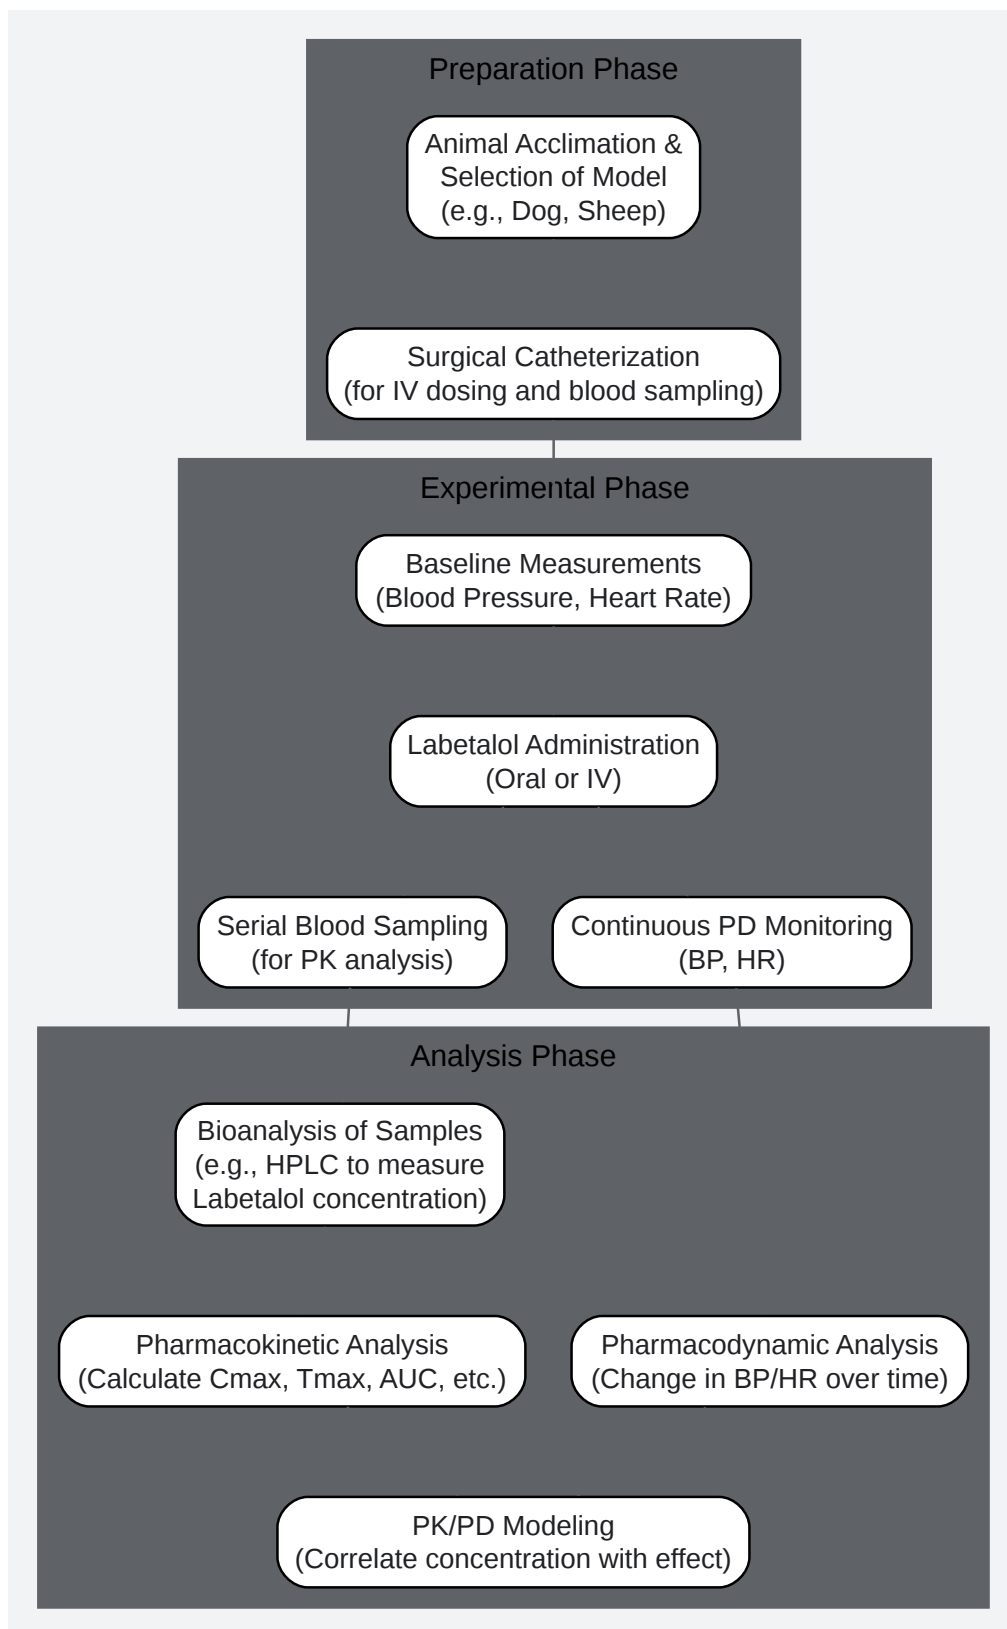 Preparation Phase
Animal Acclimation &
Selection of Model
(e.g., Dog, Sheep)
Surgical Catheterization
(for IV dosing and blood sampling)
Experimental Phase
Baseline Measurements
(Blood Pressure, Heart Rate)
Labetalol Administration
(Oral or IV)
Serial Blood Sampling
(for PK analysis)
Continuous PD Monitoring
(BP, HR)
Analysis Phase
Bioanalysis of Samples
(e.g., HPLC to measure
Labetalol concentration)
Pharmacokinetic Analysis
(Calculate Cmax, Tmax, AUC, etc.)
Pharmacodynamic Analysis
(Change in BP/HR over time)
PK/PD Modeling
(Correlate concentration with effect)